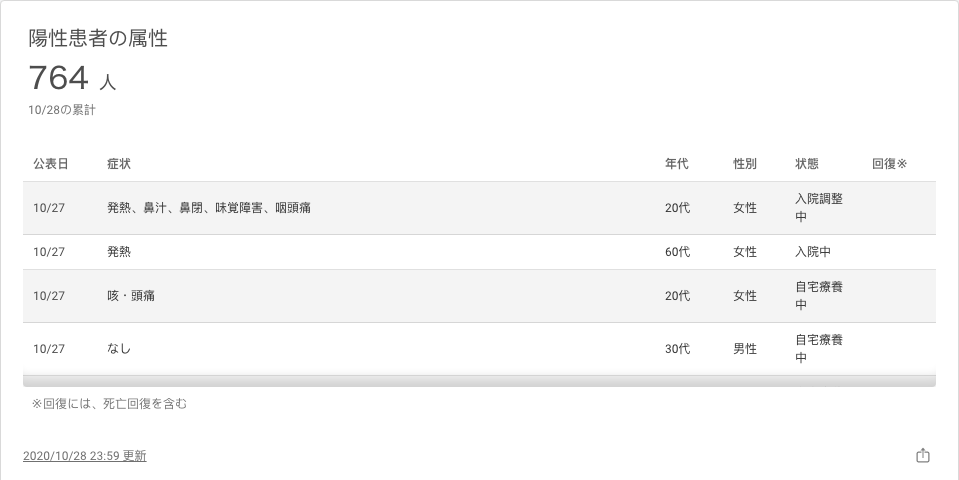 陽性患者の属性
764 人
10/28の累計
公表日 症状 年代 性別 状態 回復※
10/27 発熱、鼻汁、鼻閉、味覚障害、咽頭痛 20代 女性 入院調整
中
10/27 発熱 60代 女性 入院中
10/27 咳・頭痛 20代 女性 自宅療養
中
10/27 なし 30代 男性 自宅療養
中
※回復には、死亡回復を含む
2020/10/28 23:59 更新